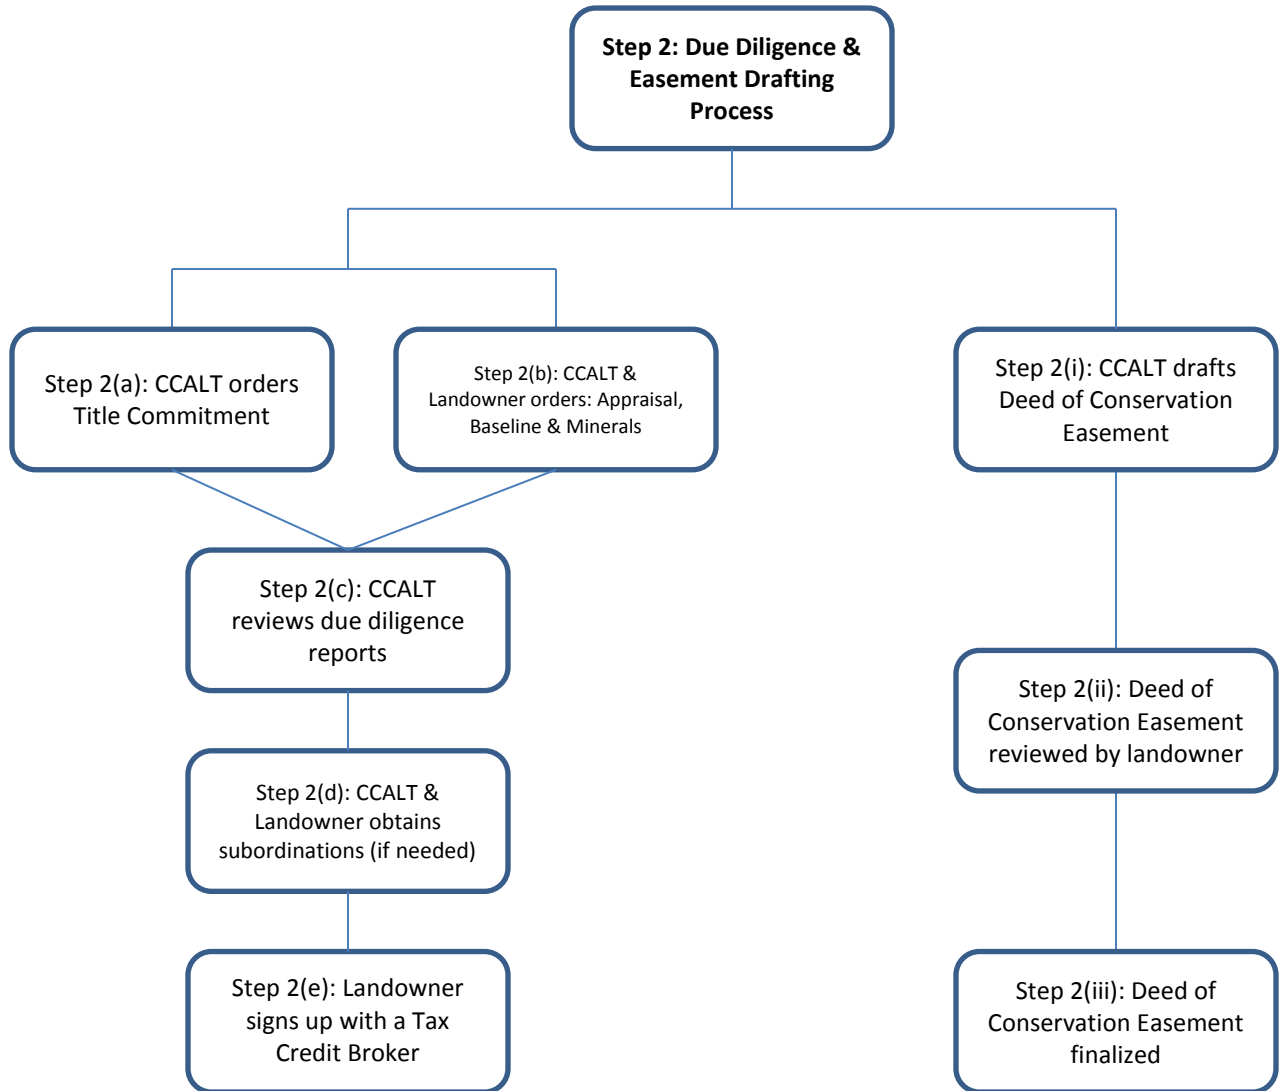 Step 2: Due Diligence &
Easement Drafting
Process
Step 2(a): CCALT orders
Title Commitment
Step 2(b): CCALT &
Landowner orders: Appraisal,
Baseline & Minerals
Step 2(i): CCALT drafts
Deed of Conservation
Easement
Step 2(c): CCALT
reviews due diligence
reports
Step 2(ii): Deed of
Conservation Easement
reviewed by landowner
Step 2(d): CCALT &
Landowner obtains
subordinations (if needed)
Step 2(e): Landowner
signs up with a Tax
Credit Broker
Step 2(iii): Deed of
Conservation Easement
finalized